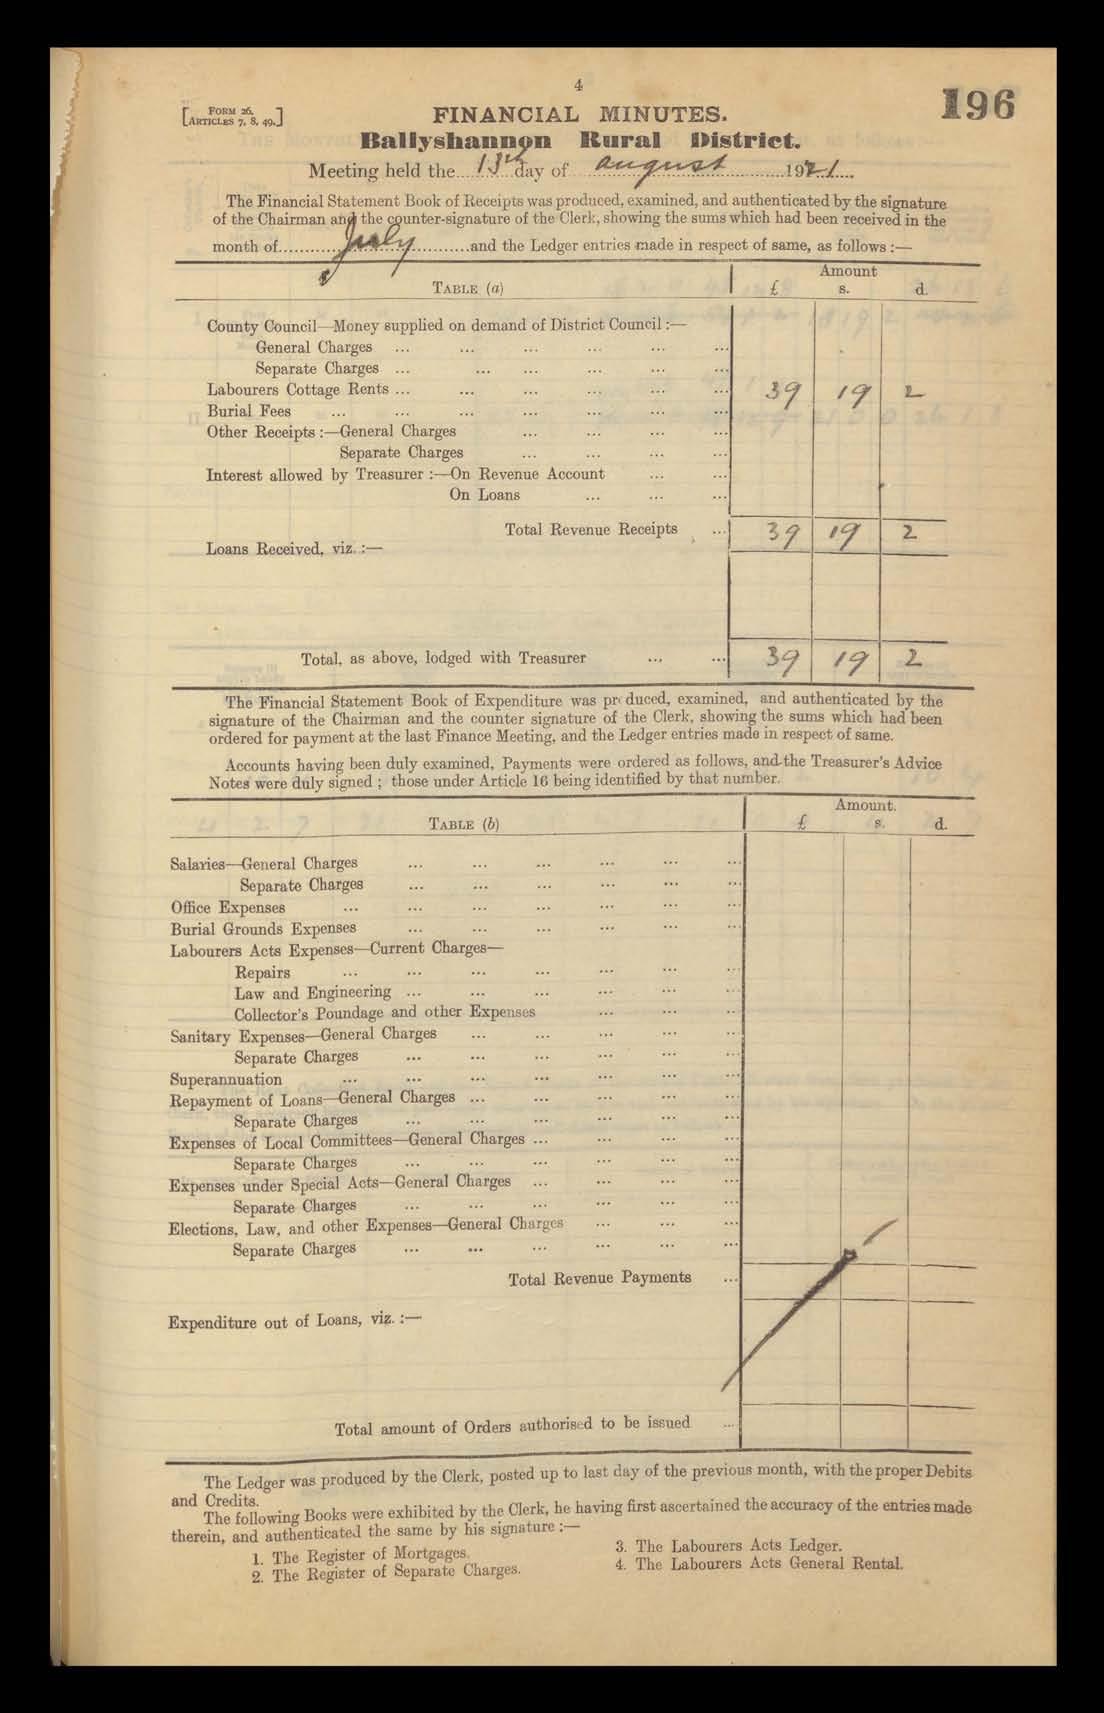 4
196
[FORM 26. ARTICLES 7, 8, 49.]
FINANCIAL MINUTES.
Ballyshannon Rural District.
Meeting held the 13th day of august 1921
The Financial Statement Book of Receipts was produced, examined, and authenticated by the signature
of the Chairman and the counter-signature of the Clerk, showing the sums which had been received in the
month of July and the Ledger entries made in respect of same, as follows :—
TABLE (a) Amount £ s. d.
County Council—Money supplied on demand of District Council :—
General Charges ... ... ... ... ... ...
Separate Charges ... ... ... ... ... ...
Labourers Cottage Rents ... ... ... ... ... ... 39 19 2
Burial Fees ... ... ... ... ... ... ...
Other Receipts :—General Charges ... ... ... ...
Separate Charges ... ... ... ...
Interest allowed by Treasurer :—On Revenue Account ... ...
On Loans ... ... ...
Total Revenue Receipts ... 39 19 2
Loans Received, viz. :—
Total, as above, lodged with Treasurer ... ... 39 19 2
The Financial Statement Book of Expenditure was pro duced, examined, and authenticated by the
signature of the Chairman and the counter signature of the Clerk, showing the sums which had been
ordered for payment at the last Finance Meeting, and the Ledger entries made in respect of same.
Accounts having been duly examined, Payments were ordered as follows, and the Treasurer's Advice
Notes were duly signed ; those under Article 16 being identified by that number.
TABLE (b) Amount. £ s. d.
Salaries—General Charges ... ... ... ... ... ...
Separate Charges ... ... ... ... ... ...
Office Expenses ... ... ... ... ... ... ...
Burial Grounds Expenses ... ... ... ... ... ...
Labourers Acts Expenses—Current Charges—
Repairs ... ... ... ... ... ... ...
Law and Engineering ... ... ... ... ... ...
Collector's Poundage and other Expenses ... ... ...
Sanitary Expenses—General Charges ... ... ... ... ...
Separate Charges ... ... ... ... ... ...
Superannuation ... ... ... ... ... ... ...
Repayment of Loans—General Charges ... ... ... ... ...
Separate Charges ... ... ... ... ... ...
Expenses of Local Committees—General Charges ... ... ... ...
Separate Charges ... ... ... ... ... ...
Expenses under Special Acts—General Charges ... ... ... ...
Separate Charges ... ... ... ... ... ...
Elections, Law, and other Expenses—General Charges ... ... ...
Separate Charges ... ... ... ... ... ...
Total Revenue Payments ...
Expenditure out of Loans, viz. :—
Total amount of Orders authorised to be issued ...
The Ledger was produced by the Clerk, posted up to last day of the previous month, with the proper Debits
and Credits.
The following Books were exhibited by the Clerk, he having first ascertained the accuracy of the entries made
therein, and authenticated the same by his signature :—
1. The Register of Mortgages.
2. The Register of Separate Charges.
3. The Labourers Acts Ledger.
4. The Labourers Acts General Rental.